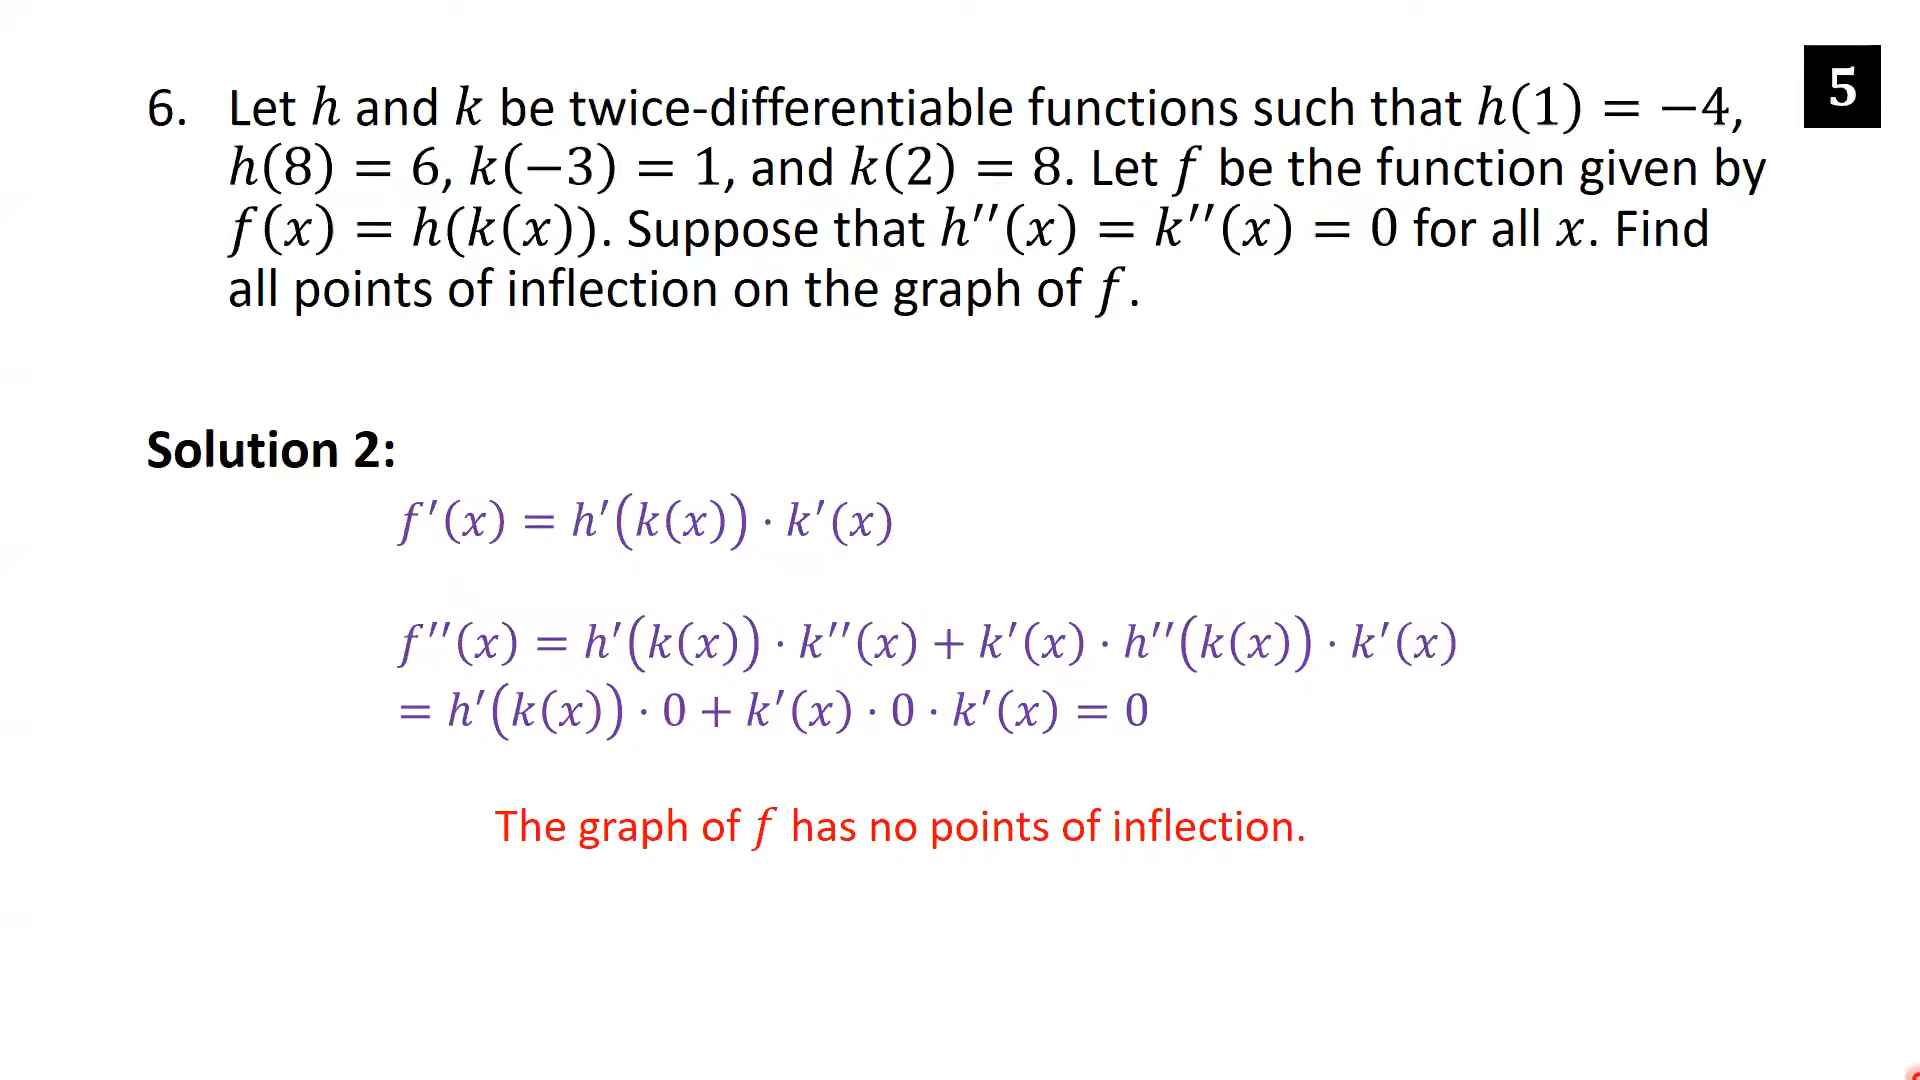 5
6. Let h and k be twice-differentiable functions such that h(1) = −4,
h(8) = 6, k(−3) = 1, and k(2) = 8. Let f be the function given by
f(x) = h(k(x)). Suppose that h′′(x) = k′′(x) = 0 for all x. Find
all points of inflection on the graph of f.
Solution 2:
f′(x) = h′(k(x)) · k′(x)
f′′(x) = h′(k(x)) · k′′(x) + k′(x) · h′′(k(x)) · k′(x)
= h′(k(x)) · 0 + k′(x) · 0 · k′(x) = 0
The graph of f has no points of inflection.